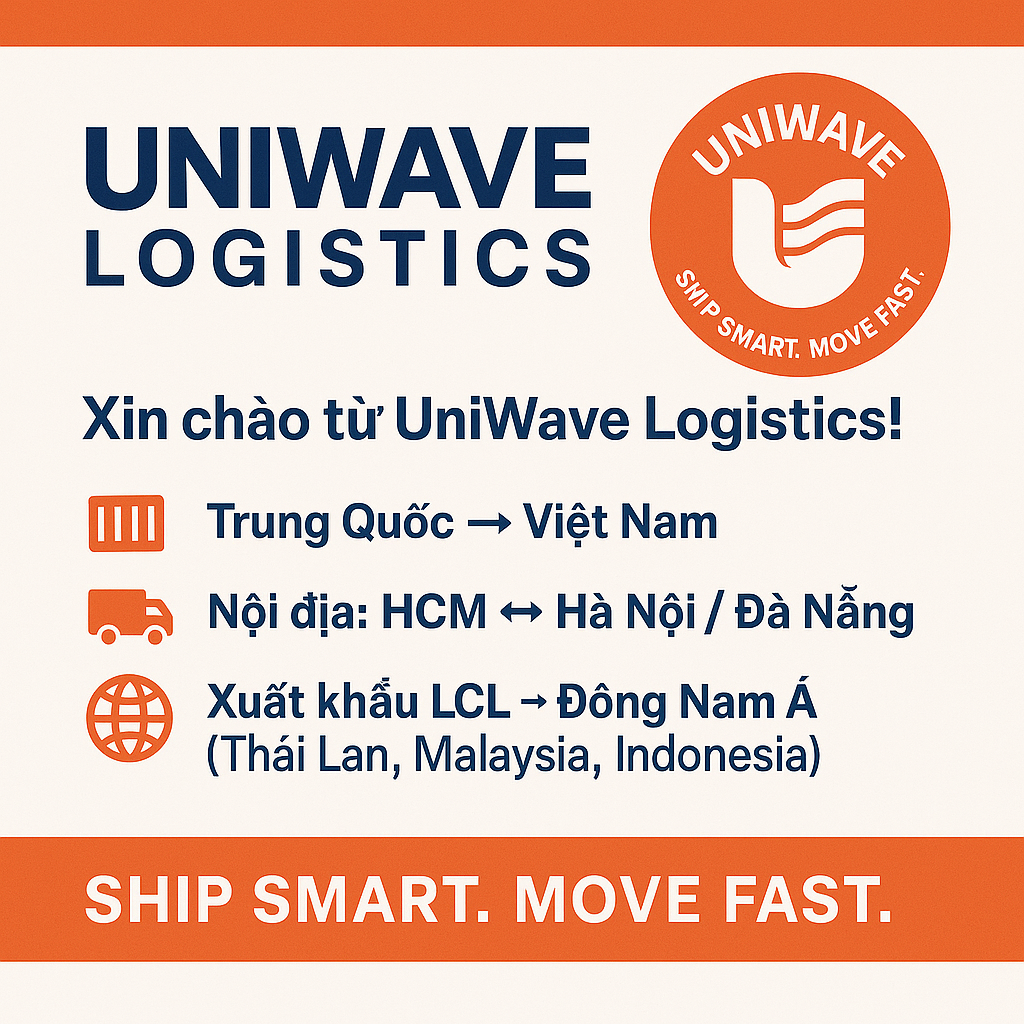 UNIWAVE
LOGISTICS
UNIWAVE
SHIP SMART. MOVE FAST.
Xin chào từ UniWave Logistics!
Trung Quốc → Việt Nam
Nội địa: HCM ↔ Hà Nội / Đà Nẵng
Xuất khẩu LCL → Đông Nam Á
(Thái Lan, Malaysia, Indonesia)
SHIP SMART. MOVE FAST.